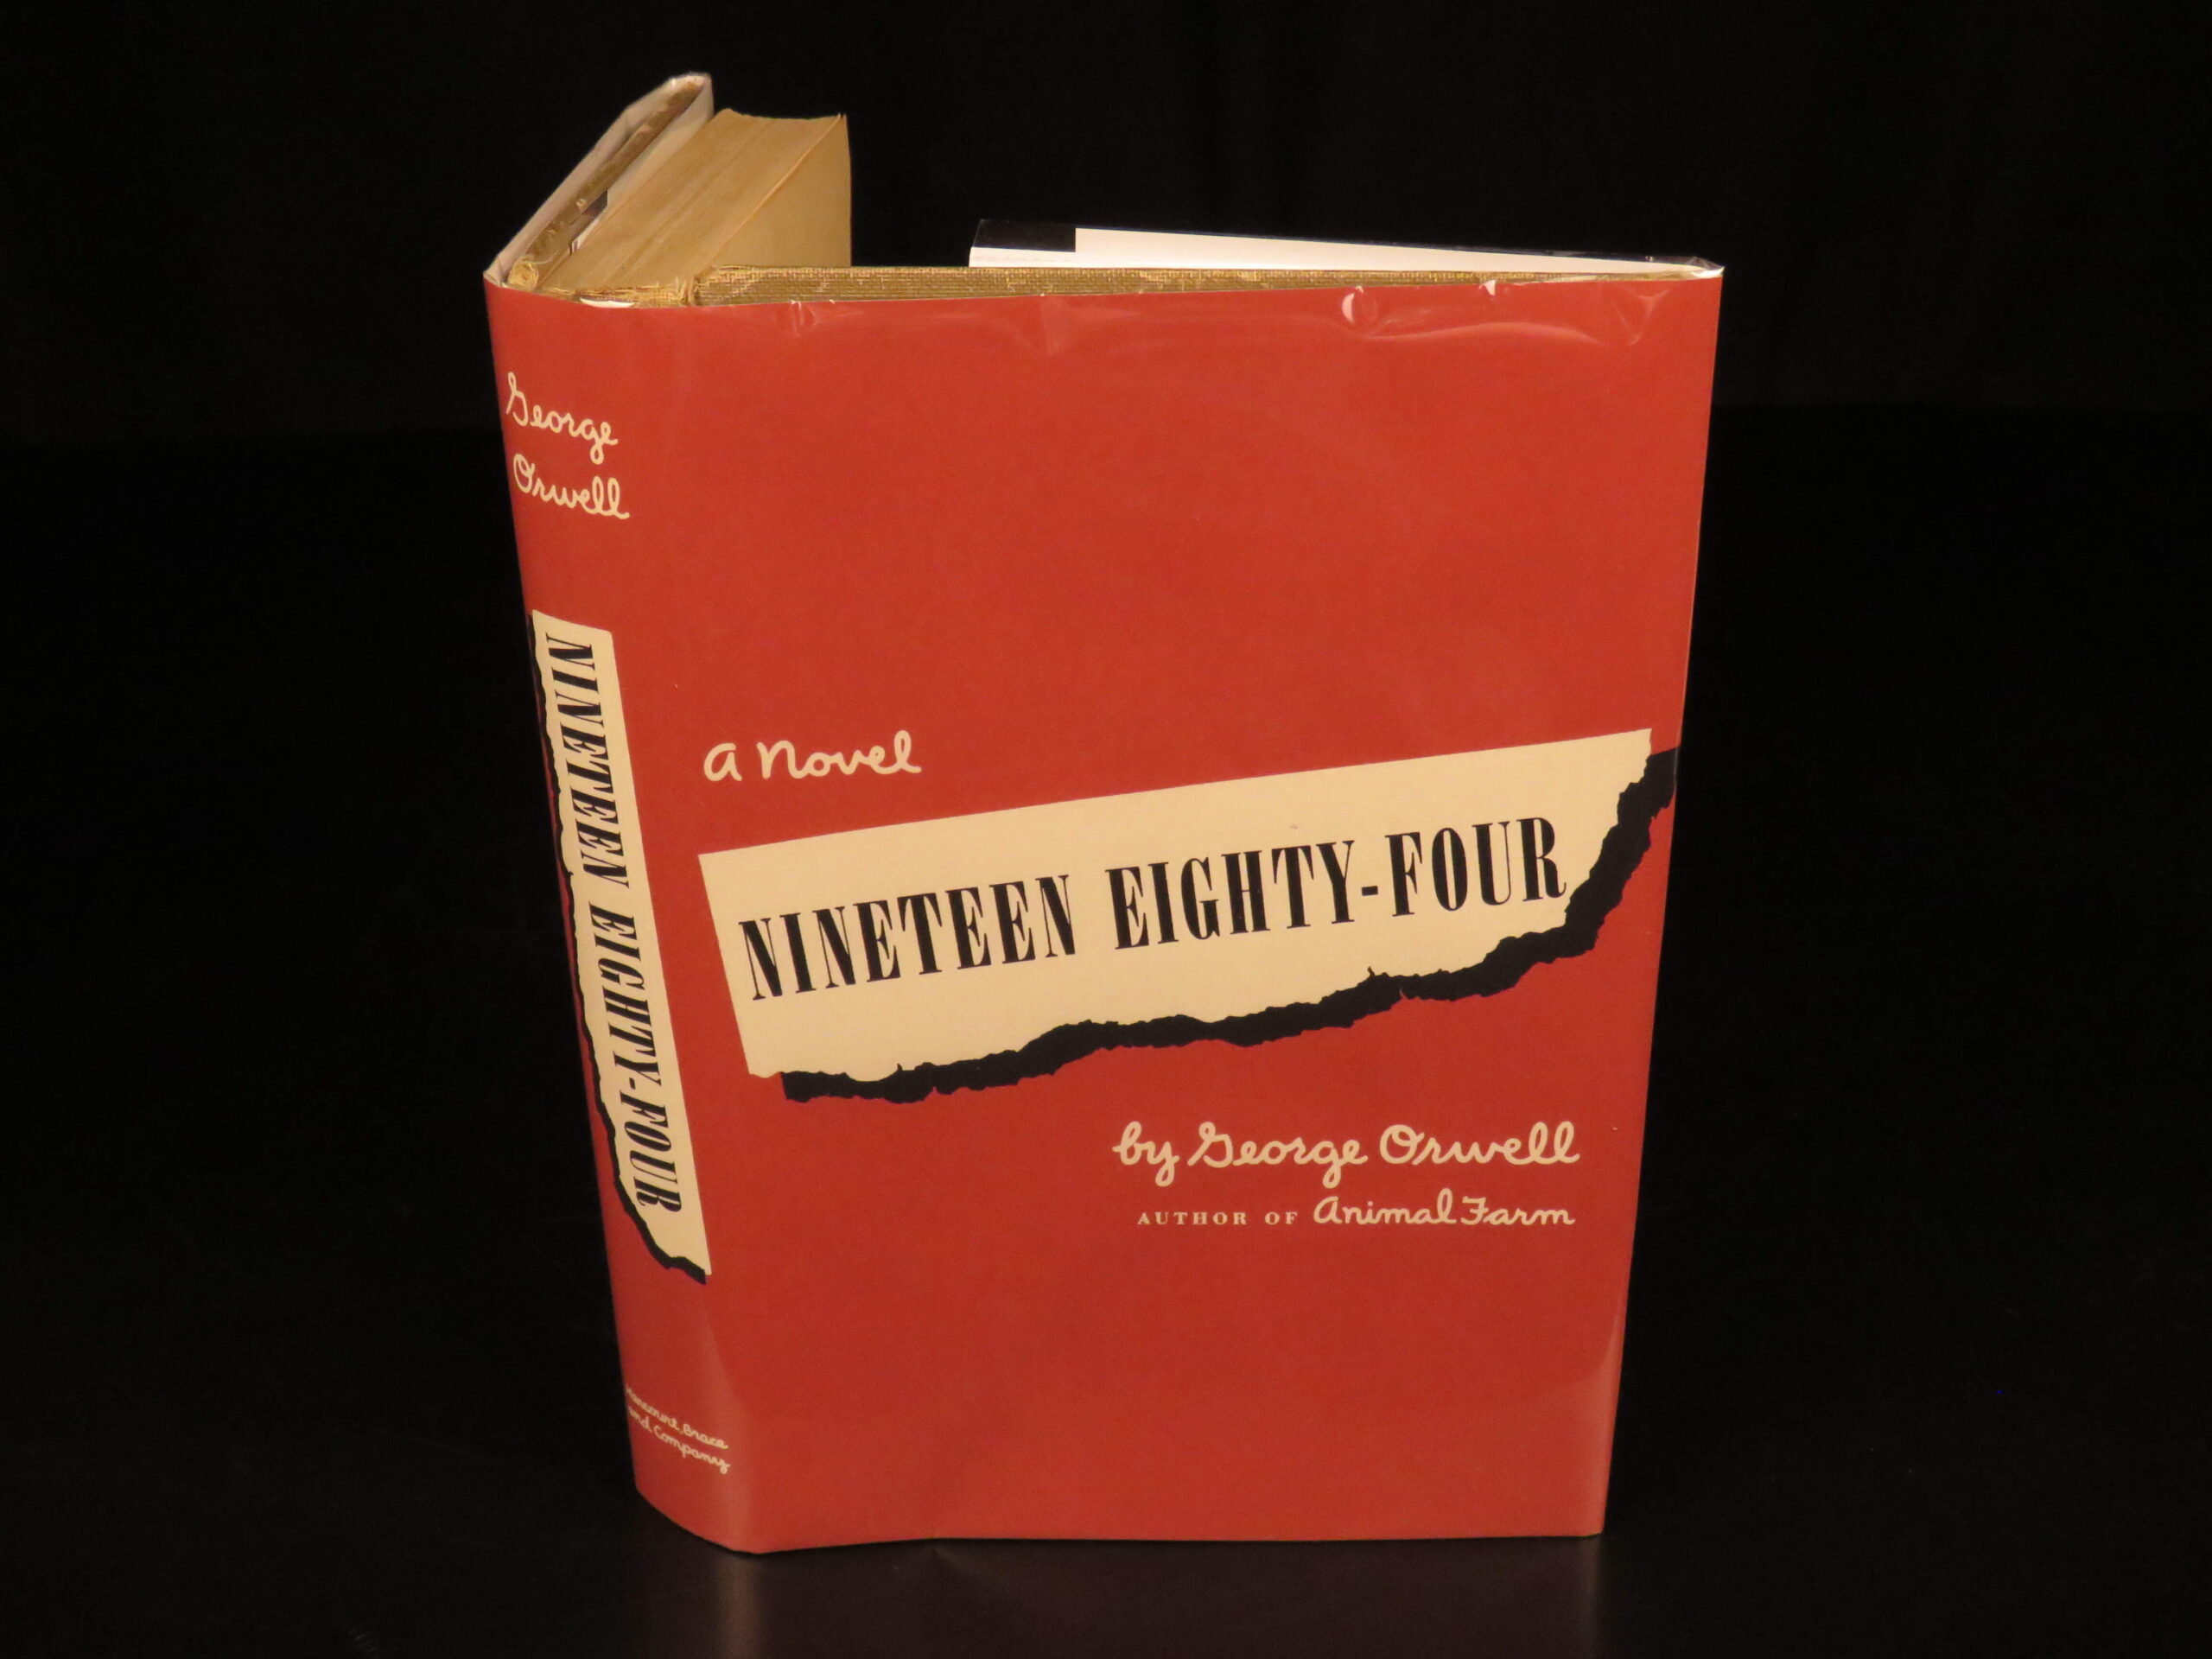 George
Orwell
NINETEEN EIGHTY-FOUR
Harcourt, Brace
and Company
a Novel
NINETEEN EIGHTY-FOUR
by George Orwell
AUTHOR OF Animal Farm